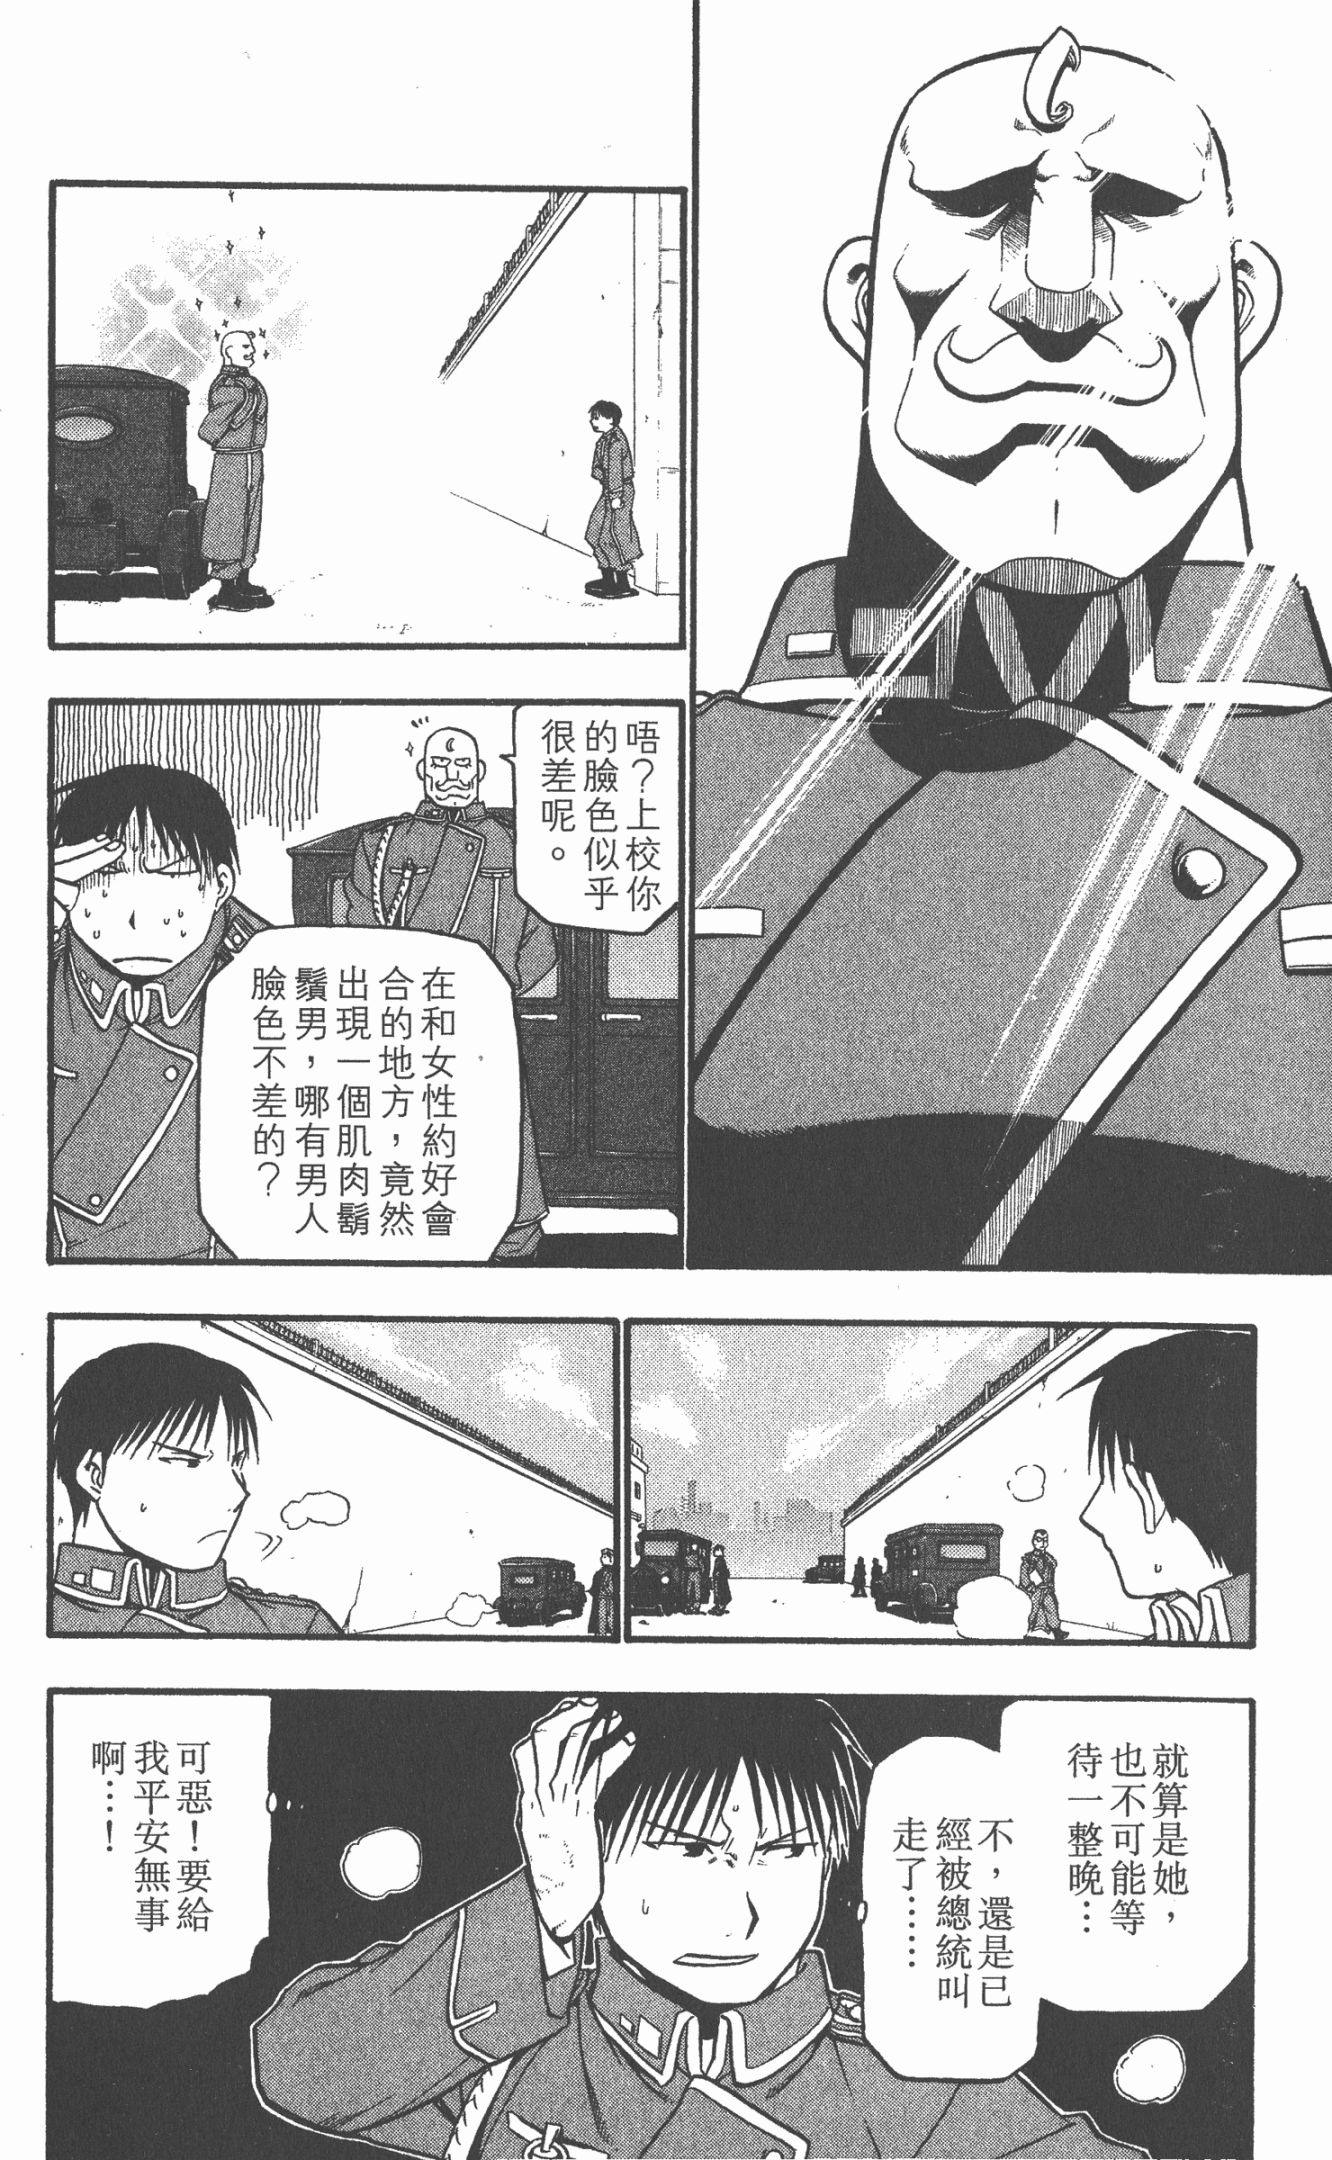 唔？上校你
的臉色似乎
很差呢。
在和女性約好會
合的地方，竟然
出現一個肌肉鬍
鬚男，哪有男人
臉色不差的？
就算是她，
也不可能等
待一整晚…
不，還是已
經被總統叫
走了……
可惡！要給
我平安無事
啊…！